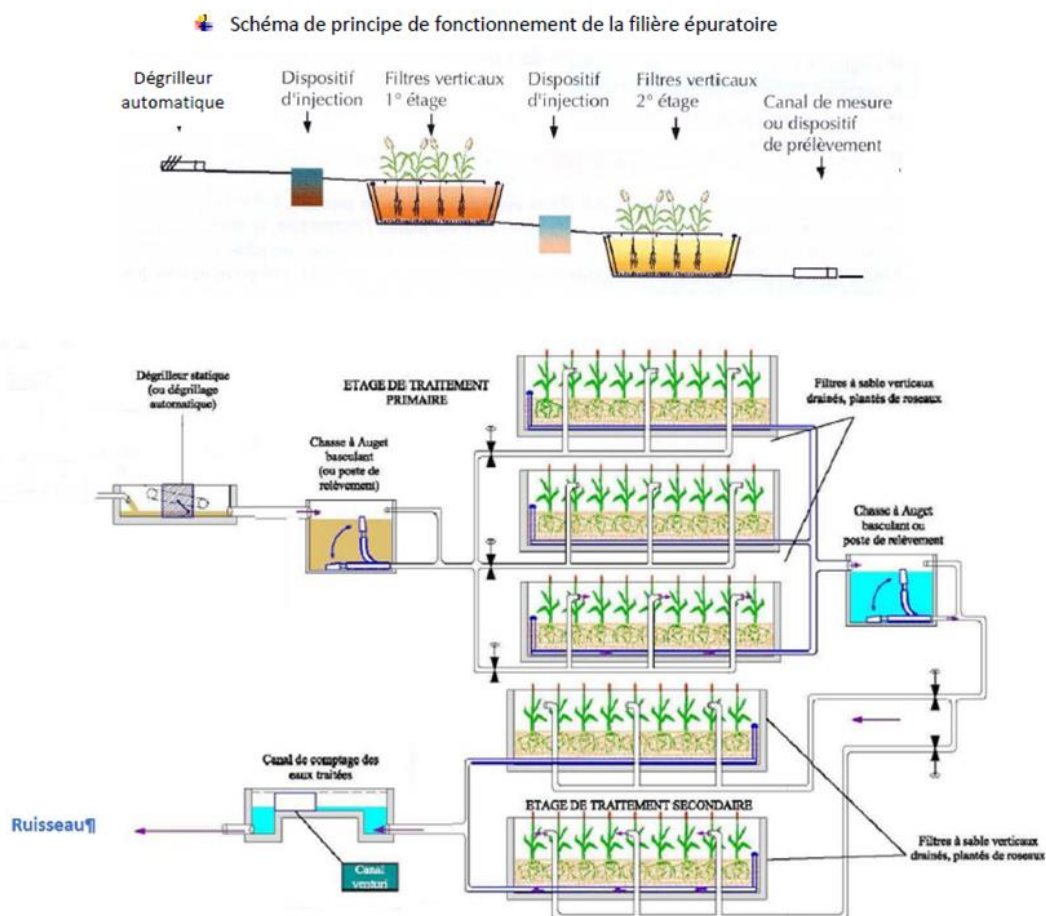 Schéma de principe de fonctionnement de la filière épuratoire
Dégrilleur
automatique
Dispositif
d'injection
Filtres verticaux
1° étage
Dispositif
d'injection
Filtres verticaux
2° étage
Canal de mesure
ou dispositif
de prélèvement
Dégrilleur statique
(ou dégrillage
automatique)
ETAGE DE TRAITEMENT
PRIMAIRE
Chasse à Auget
basculant
(ou poste de
relèvement)
Filtres à sable verticaux
drainés, plantés de roseaux
Chasse à Auget
basculant ou
poste de relèvement
Canal de comptage des
eaux traitées
Ruisseau¶
Canal
venturi
ETAGE DE TRAITEMENT SECONDAIRE
Filtres à sable verticaux
drainés, plantés de roseaux